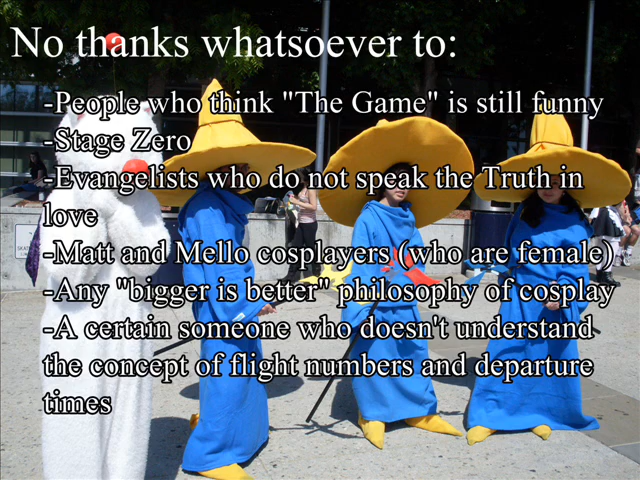 No thanks whatsoever to:
-People who think "The Game" is still funny
-Stage Zero
-Evangelists who do not speak the Truth in
love
-Matt and Mello cosplayers (who are female)
-Any "bigger is better" philosophy of cosplay
-A certain someone who doesn't understand
the concept of flight numbers and departure
times